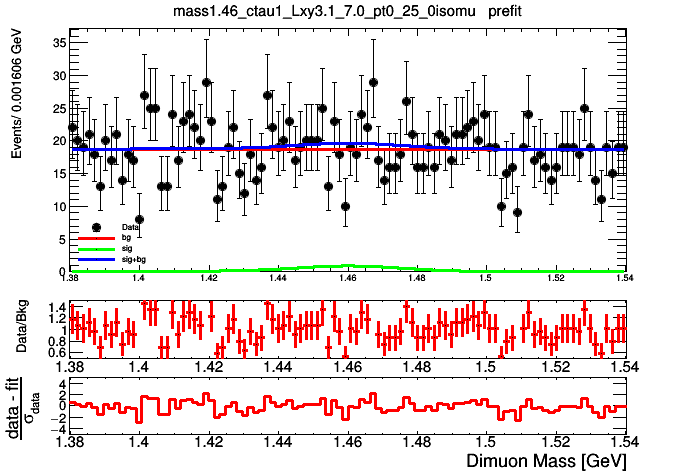 mass1.46_ctau1_Lxy3.1_7.0_pt0_25_0isomu prefit
Events/ 0.001606 GeV
35
30
25
20
15
10
5
0
Data
bg
sig
sig+bg
1.38 1.4 1.42 1.44 1.46 1.48 1.5 1.52 1.54
Data/Bkg
1.4
1.2
1
0.8
0.6
1.38 1.4 1.42 1.44 1.46 1.48 1.5 1.52 1.54
data - fit
σdata
4
2
0
−2
−4
1.38 1.4 1.42 1.44 1.46 1.48 1.5 1.52 1.54
Dimuon Mass [GeV]